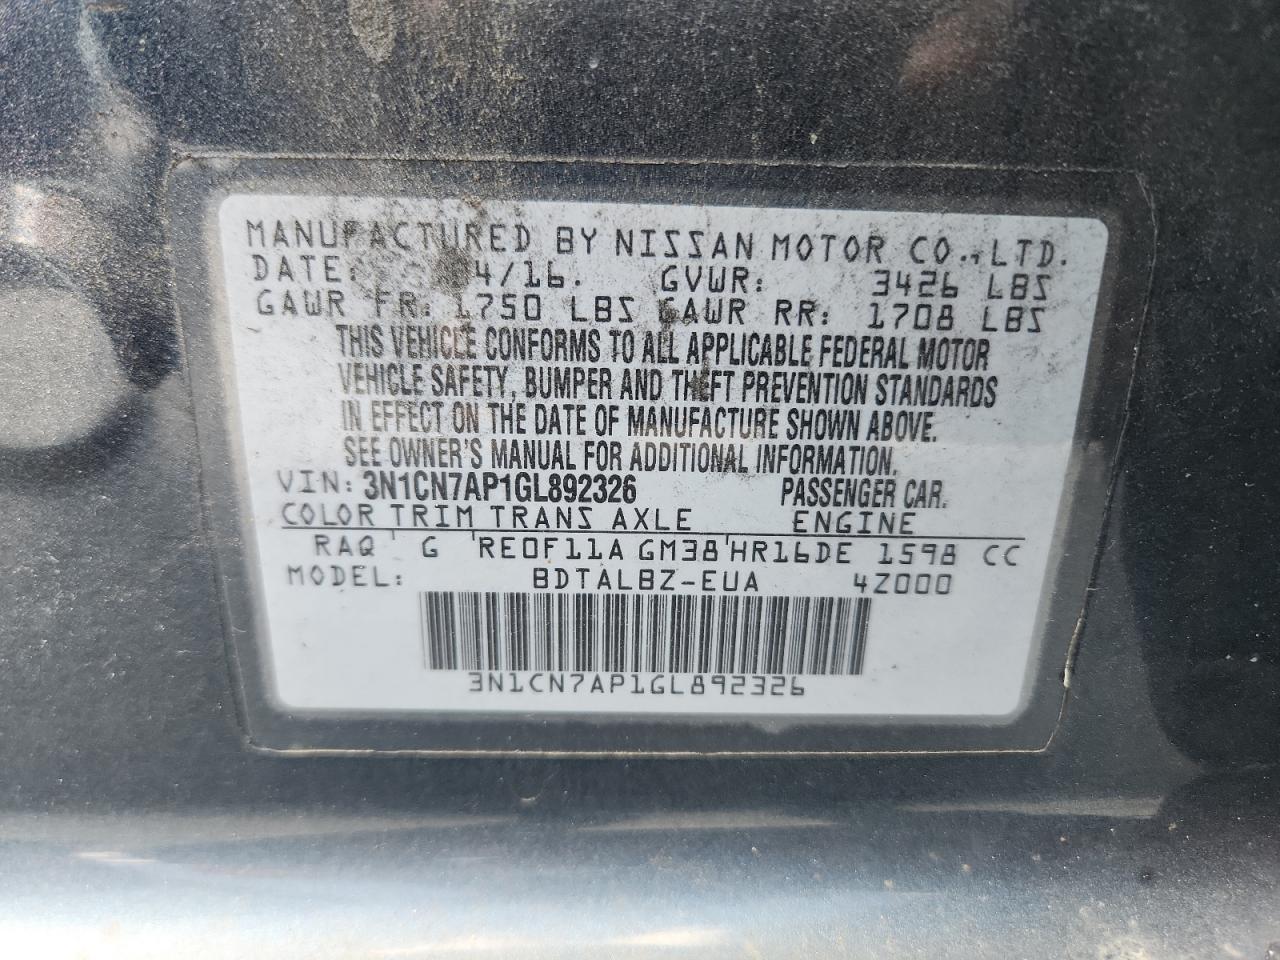 MANUFACTURED BY NISSAN MOTOR CO., LTD.
DATE: 4/16. GVWR: 3426 LBS
GAWR FR: 1750 LBS GAWR RR: 1708 LBS
THIS VEHICLE CONFORMS TO ALL APPLICABLE FEDERAL MOTOR
VEHICLE SAFETY, BUMPER AND THEFT PREVENTION STANDARDS
IN EFFECT ON THE DATE OF MANUFACTURE SHOWN ABOVE.
SEE OWNER'S MANUAL FOR ADDITIONAL INFORMATION.
VIN: 3N1CN7AP1GL892326 PASSENGER CAR.
COLOR TRIM TRANS AXLE ENGINE
RAQ G RE0F11A GM38 HR16DE 1598 CC
MODEL: BDTALBZ-EUA 4Z000
3N1CN7AP1GL892326